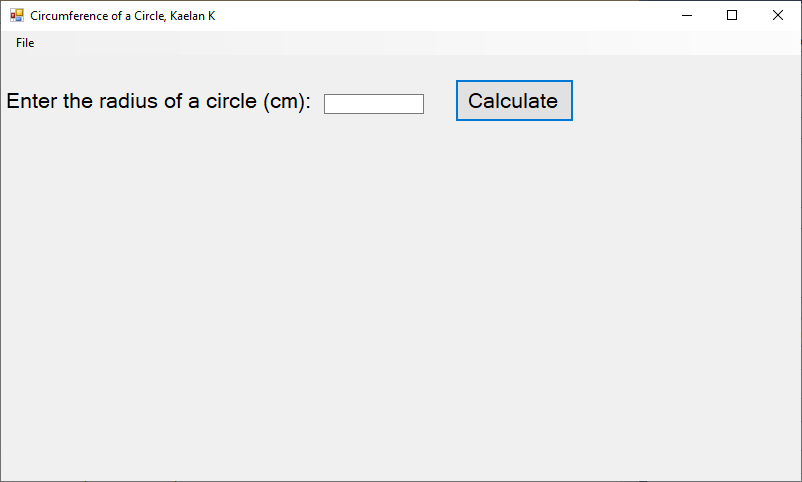 Circumference of a Circle, Kaelan K
File
Enter the radius of a circle (cm):
Calculate